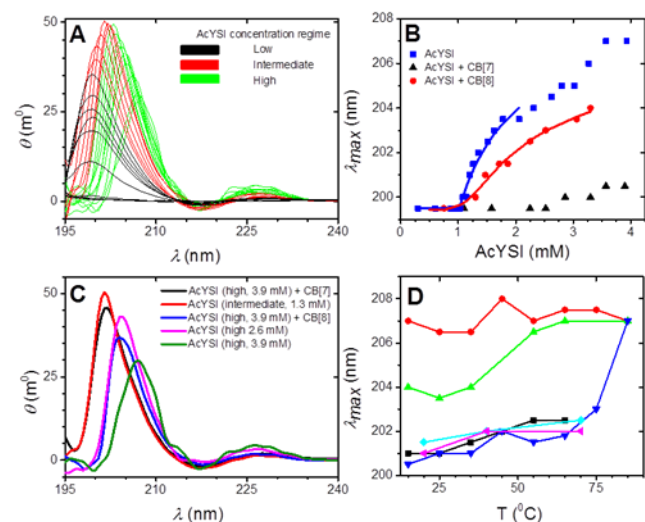 A
AcYSI concentration regime
Low
Intermediate
High
50
25
0
θ (m⁰)
195 210 225 240
λ (nm)
B
AcYSI
AcYSI + CB[7]
AcYSI + CB[8]
208
206
204
202
200
λmax (nm)
0 1 2 3 4
AcYSI (mM)
C
AcYSI (high, 3.9 mM) + CB[7]
AcYSI (intermediate, 1.3 mM)
AcYSI (high, 3.9 mM) + CB[8]
AcYSI (high 2.6 mM)
AcYSI (high, 3.9 mM)
50
25
0
θ (m⁰)
195 210 225 240
λ (nm)
D
208
206
204
202
200
λmax (nm)
25 50 75
T (⁰C)